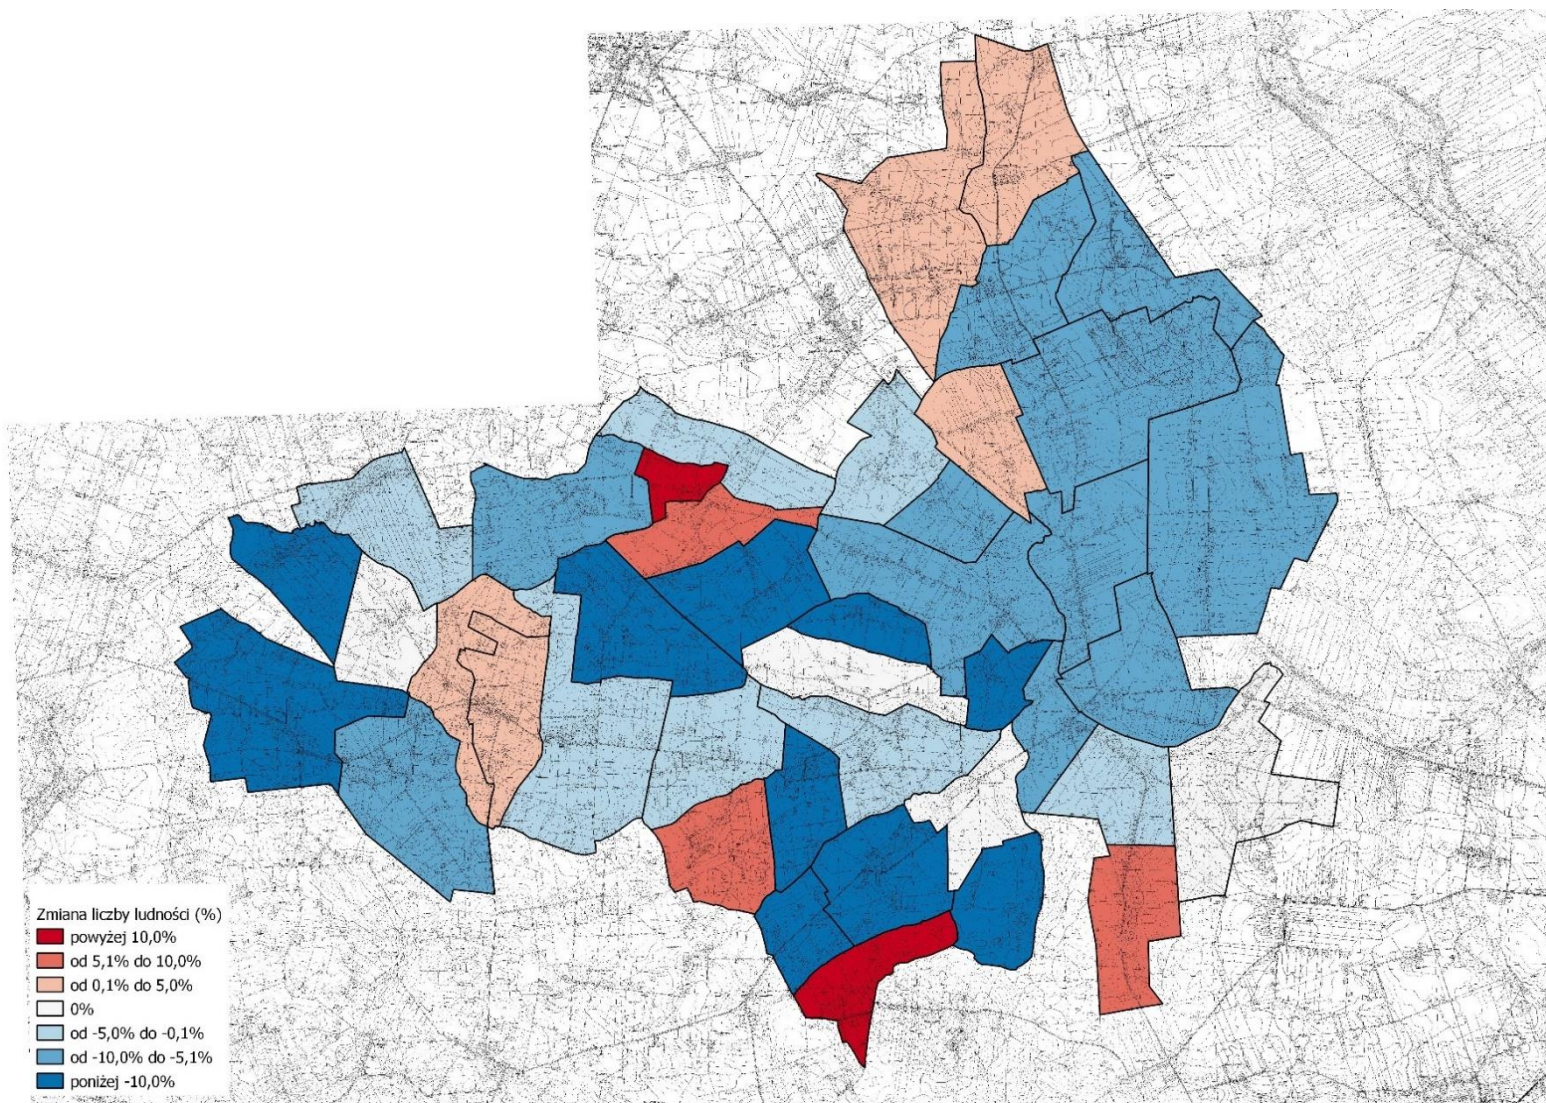 Zmiana liczby ludności (%)
powyżej 10,0%
od 5,1% do 10,0%
od 0,1% do 5,0%
0%
od -5,0% do -0,1%
od -10,0% do -5,1%
poniżej -10,0%